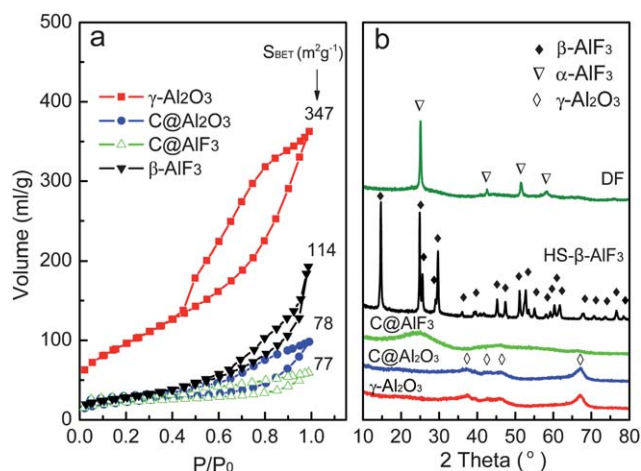 a
S_BET (m²g⁻¹)
γ-Al₂O₃
C@Al₂O₃
C@AlF₃
β-AlF₃
347
114
78
77
500
400
300
200
100
0
Volume (ml/g)
0.0 0.2 0.4 0.6 0.8 1.0
P/P₀
b
β-AlF₃
α-AlF₃
γ-Al₂O₃
DF
HS-β-AlF₃
C@AlF₃
C@Al₂O₃
γ-Al₂O₃
10 20 30 40 50 60 70 80
2 Theta ( ° )